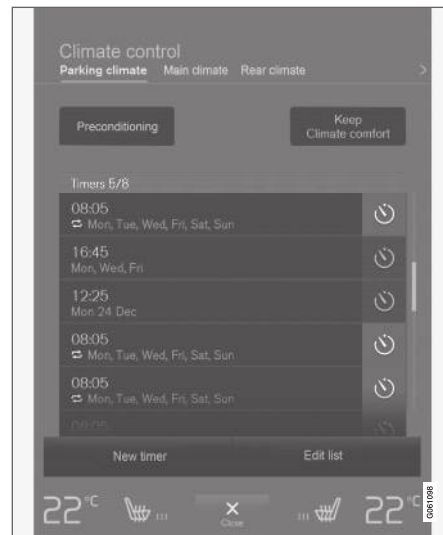 Climate control
Parking climate Main climate Rear climate >
Preconditioning
Keep
Climate comfort
Timers 5/8
08:05
Mon, Tue, Wed, Fri, Sat, Sun
16:45
Mon, Wed, Fri
12:25
Mon 24 Dec
08:05
Mon, Tue, Wed, Fri, Sat, Sun
08:05
Mon, Tue, Wed, Fri, Sat, Sun
08:05
New timer Edit list
22°C 22°C
Close
G061098